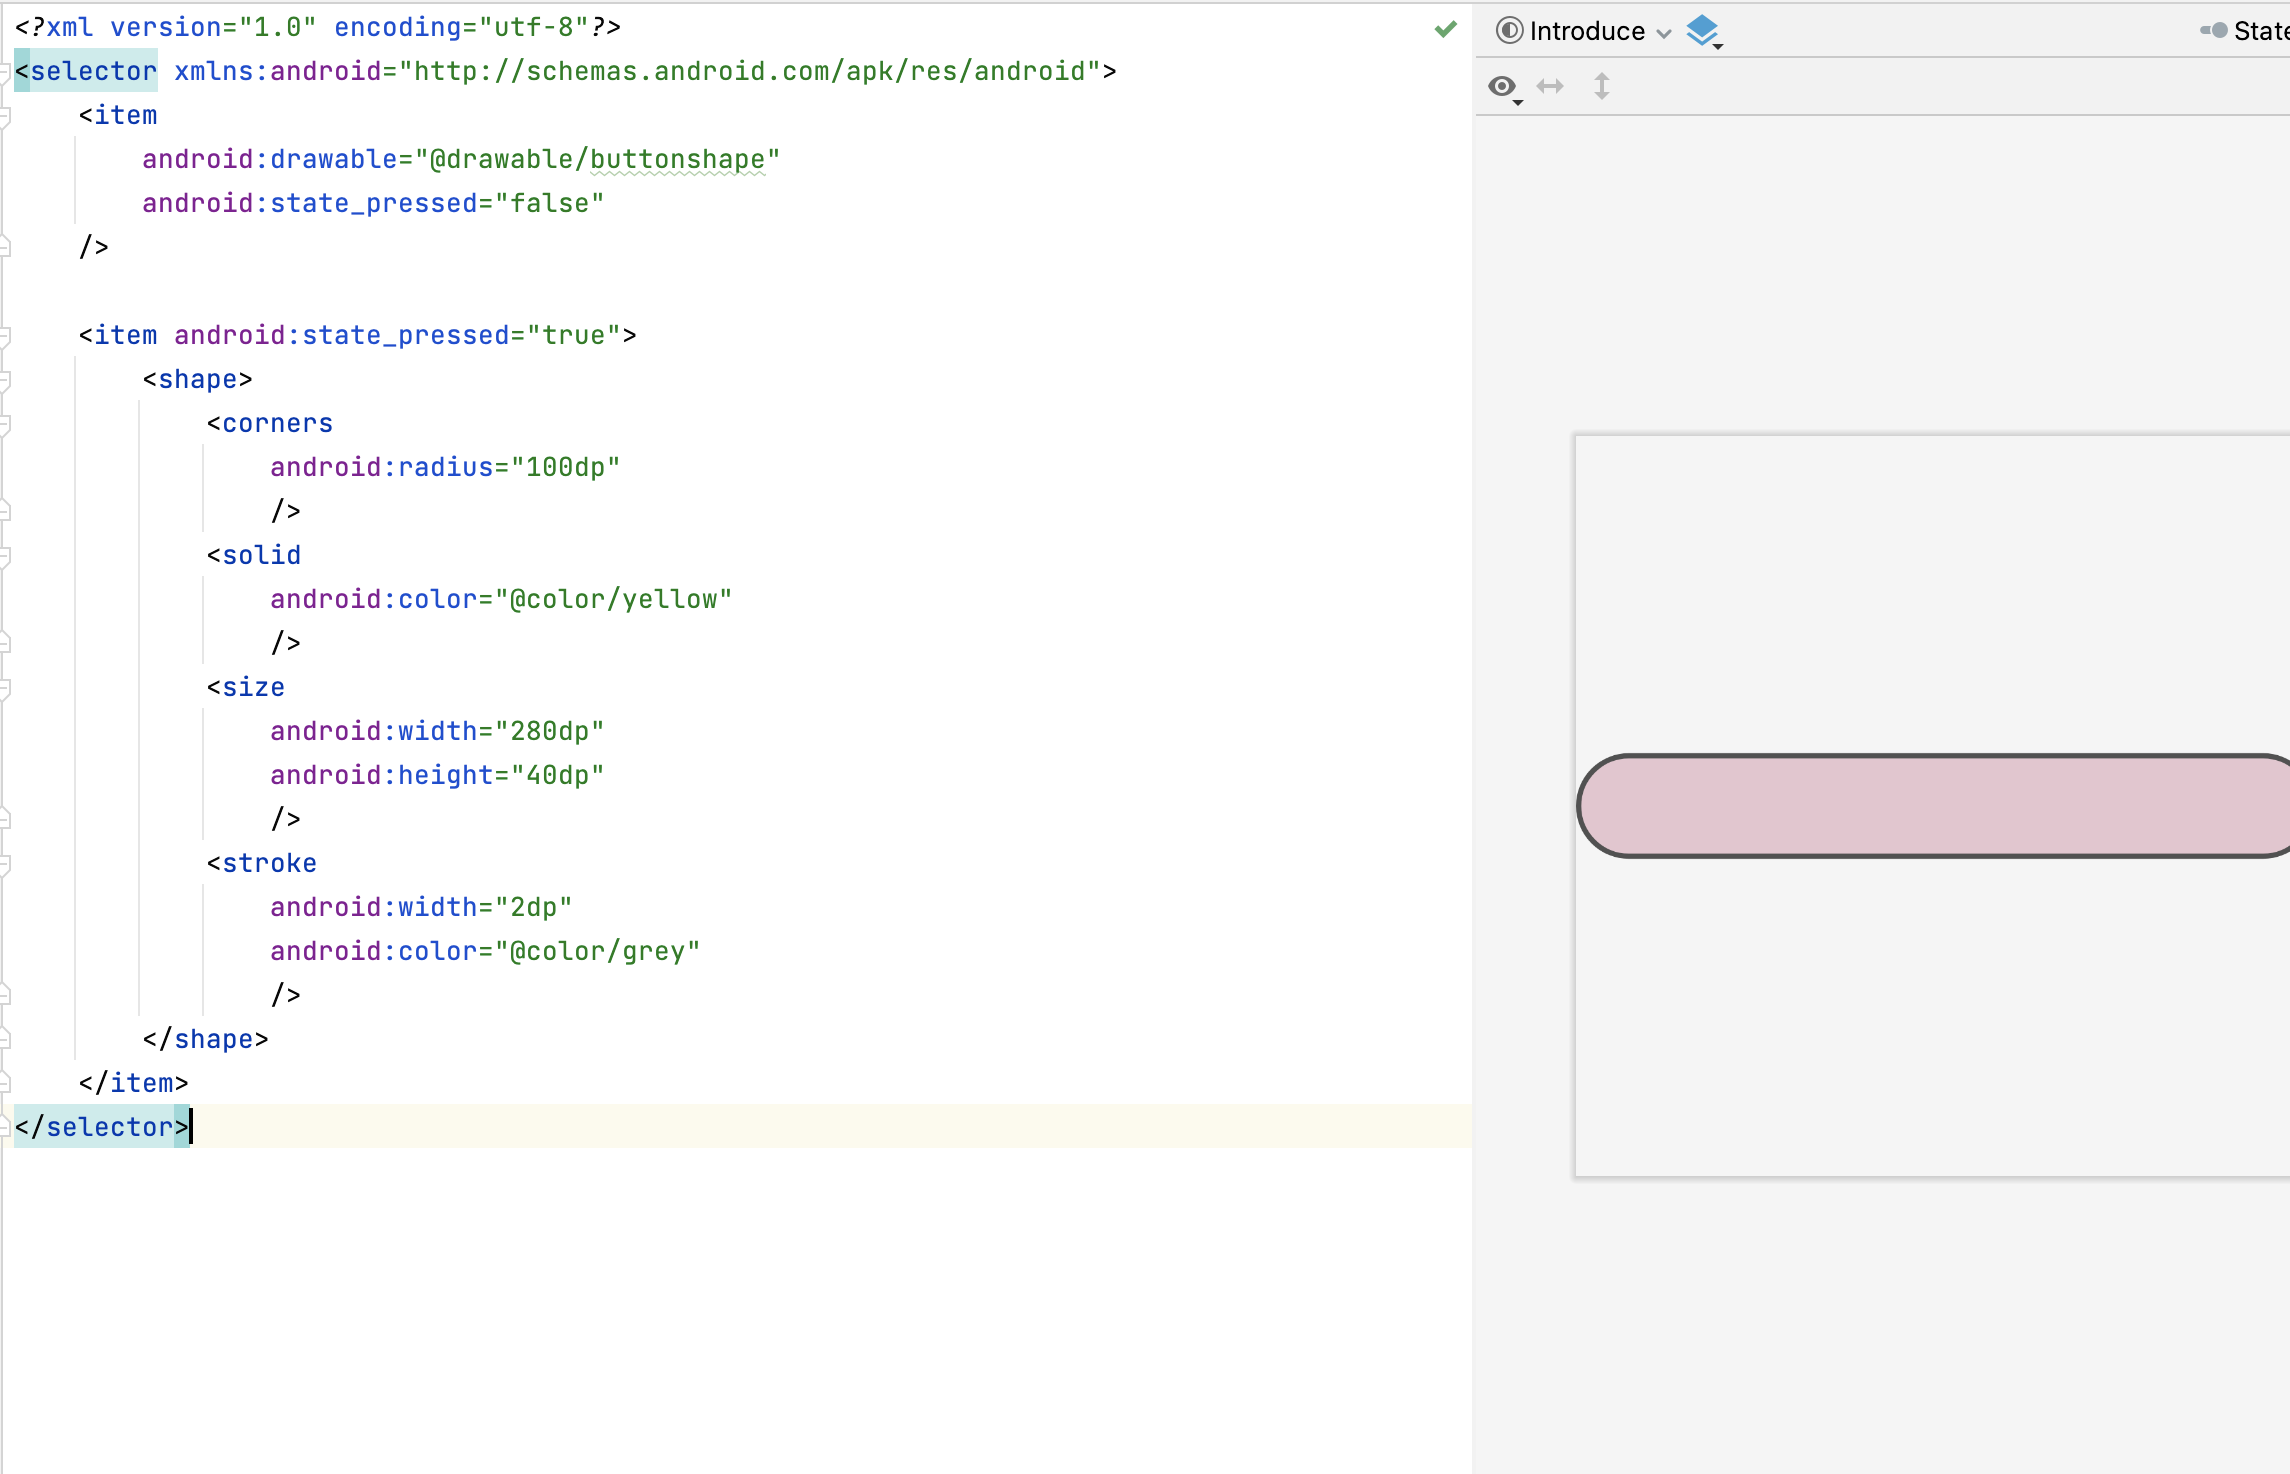 <?xml version="1.0" encoding="utf-8"?>
<selector xmlns:android="http://schemas.android.com/apk/res/android">
    <item
        android:drawable="@drawable/buttonshape"
        android:state_pressed="false"
    />

    <item android:state_pressed="true">
        <shape>
            <corners
                android:radius="100dp"
                />
            <solid
                android:color="@color/yellow"
                />
            <size
                android:width="280dp"
                android:height="40dp"
                />
            <stroke
                android:width="2dp"
                android:color="@color/grey"
                />
        </shape>
    </item>
</selector>
Introduce
State